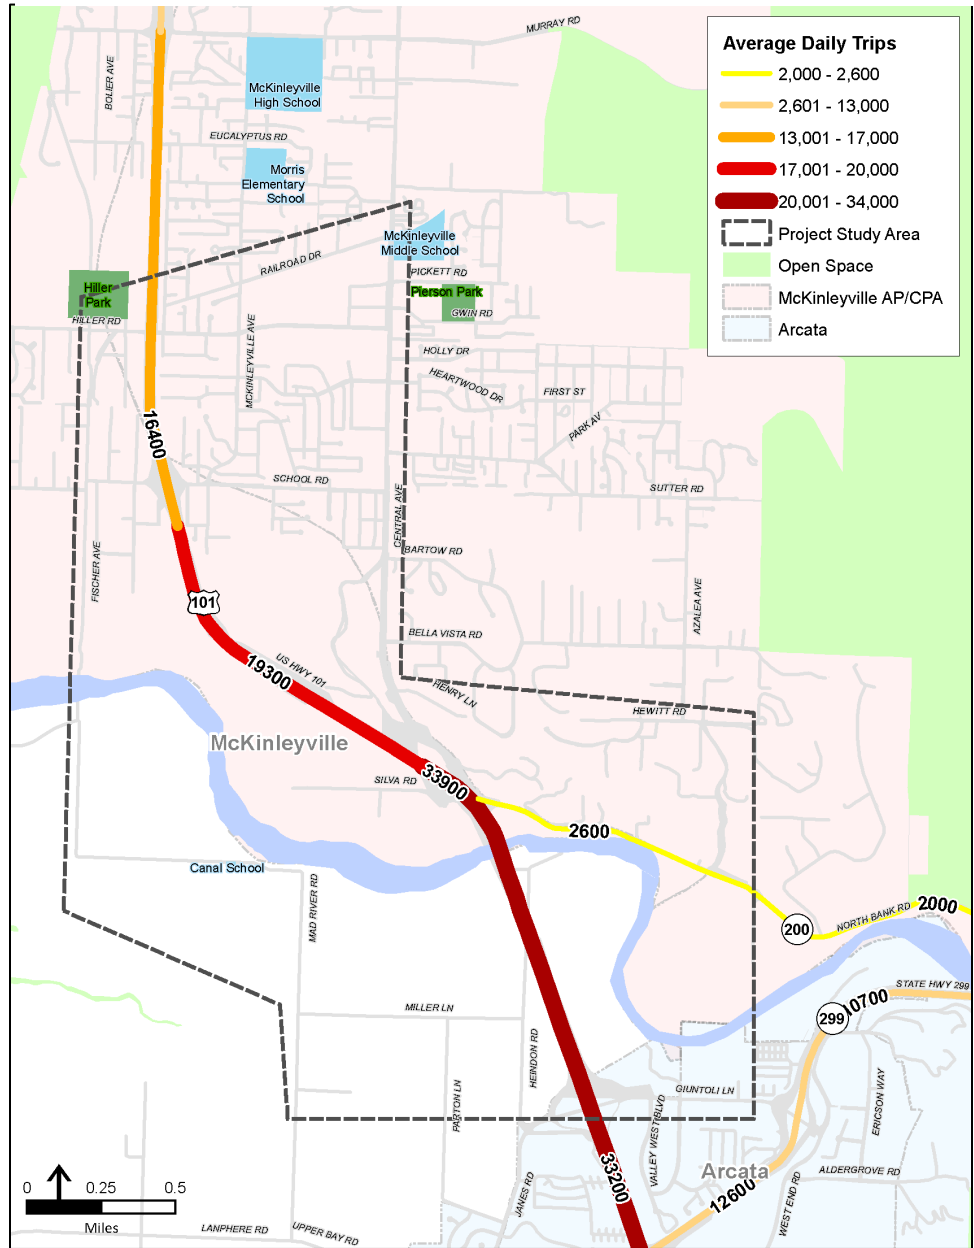 MURRAY RD
Average Daily Trips
2,000 - 2,600
2,601 - 13,000
13,001 - 17,000
17,001 - 20,000
20,001 - 34,000
Project Study Area
Open Space
McKinleyville AP/CPA
Arcata
BOLIER AVE
McKinleyville
High School
EUCALYPTUS RD
Morris
Elementary
School
McKinleyville
Middle School
RAILROAD DR
PICKETT RD
Hiller
Park
Pierson Park
GWIN RD
HILLER RD
MCKINLEYVILLE AVE
HOLLY DR
HEARTWOOD DR
FIRST ST
PARK AV
16400
SCHOOL RD
SUTTER RD
CENTRAL AVE
BARTOW RD
FISCHER AVE
AZALEA AVE
101
BELLA VISTA RD
US HWY 101
19300
HENRY LN
HEWITT RD
McKinleyville
SILVA RD
33900
2600
Canal School
MAD RIVER RD
200
NORTH BANK RD
2000
STATE HWY 299
10700
299
MILLER LN
HEINDON RD
PARTON LN
GIUNTOLI LN
VALLEY WEST BLVD
ERICSON WAY
33200
Arcata
ALDERGROVE RD
12600
WEST END RD
JANES RD
0 0.25 0.5
Miles
LANPHERE RD
UPPER BAY RD